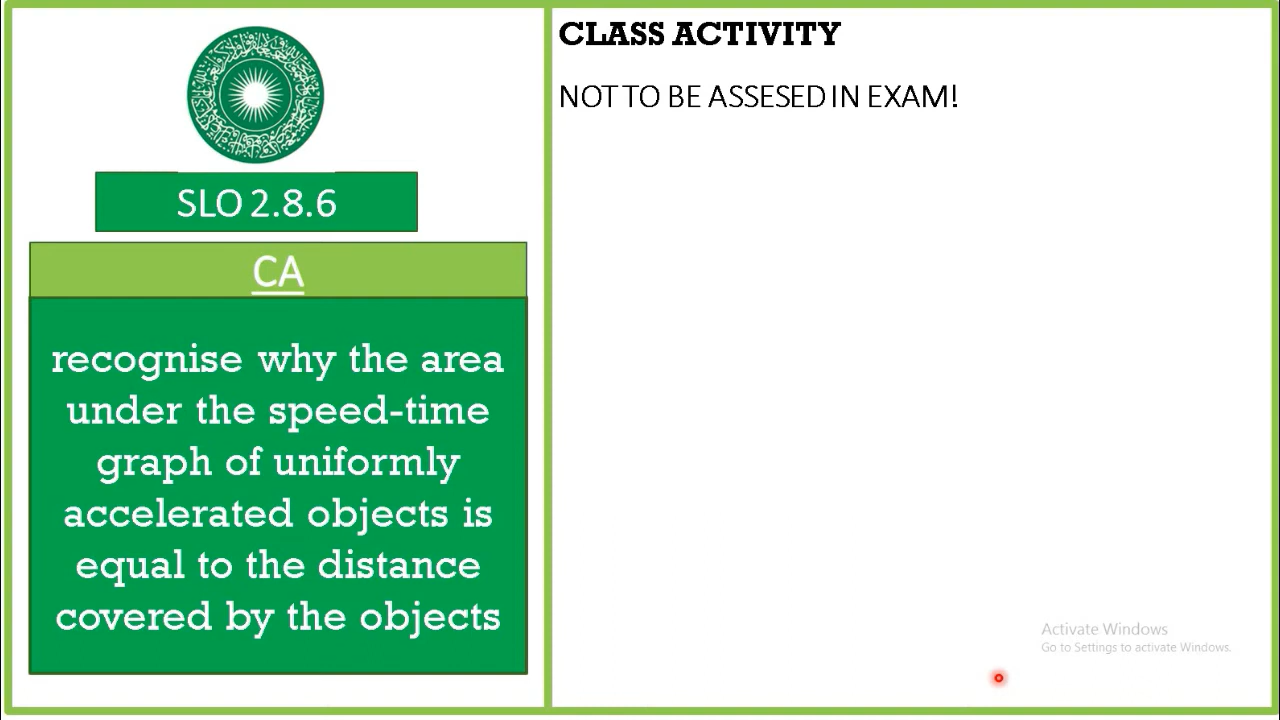 SLO 2.8.6
CA
recognise why the area
under the speed-time
graph of uniformly
accelerated objects is
equal to the distance
covered by the objects
CLASS ACTIVITY
NOT TO BE ASSESED IN EXAM!
Activate Windows
Go to Settings to activate Windows.